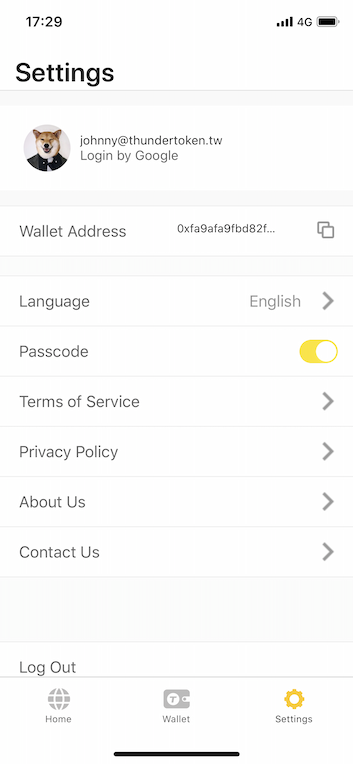 17:29
4G
Settings
johnny@thundertoken.tw
Login by Google
Wallet Address 0xfa9afa9fbd82f...
Language English
Passcode
Terms of Service
Privacy Policy
About Us
Contact Us
Log Out
Home Wallet Settings